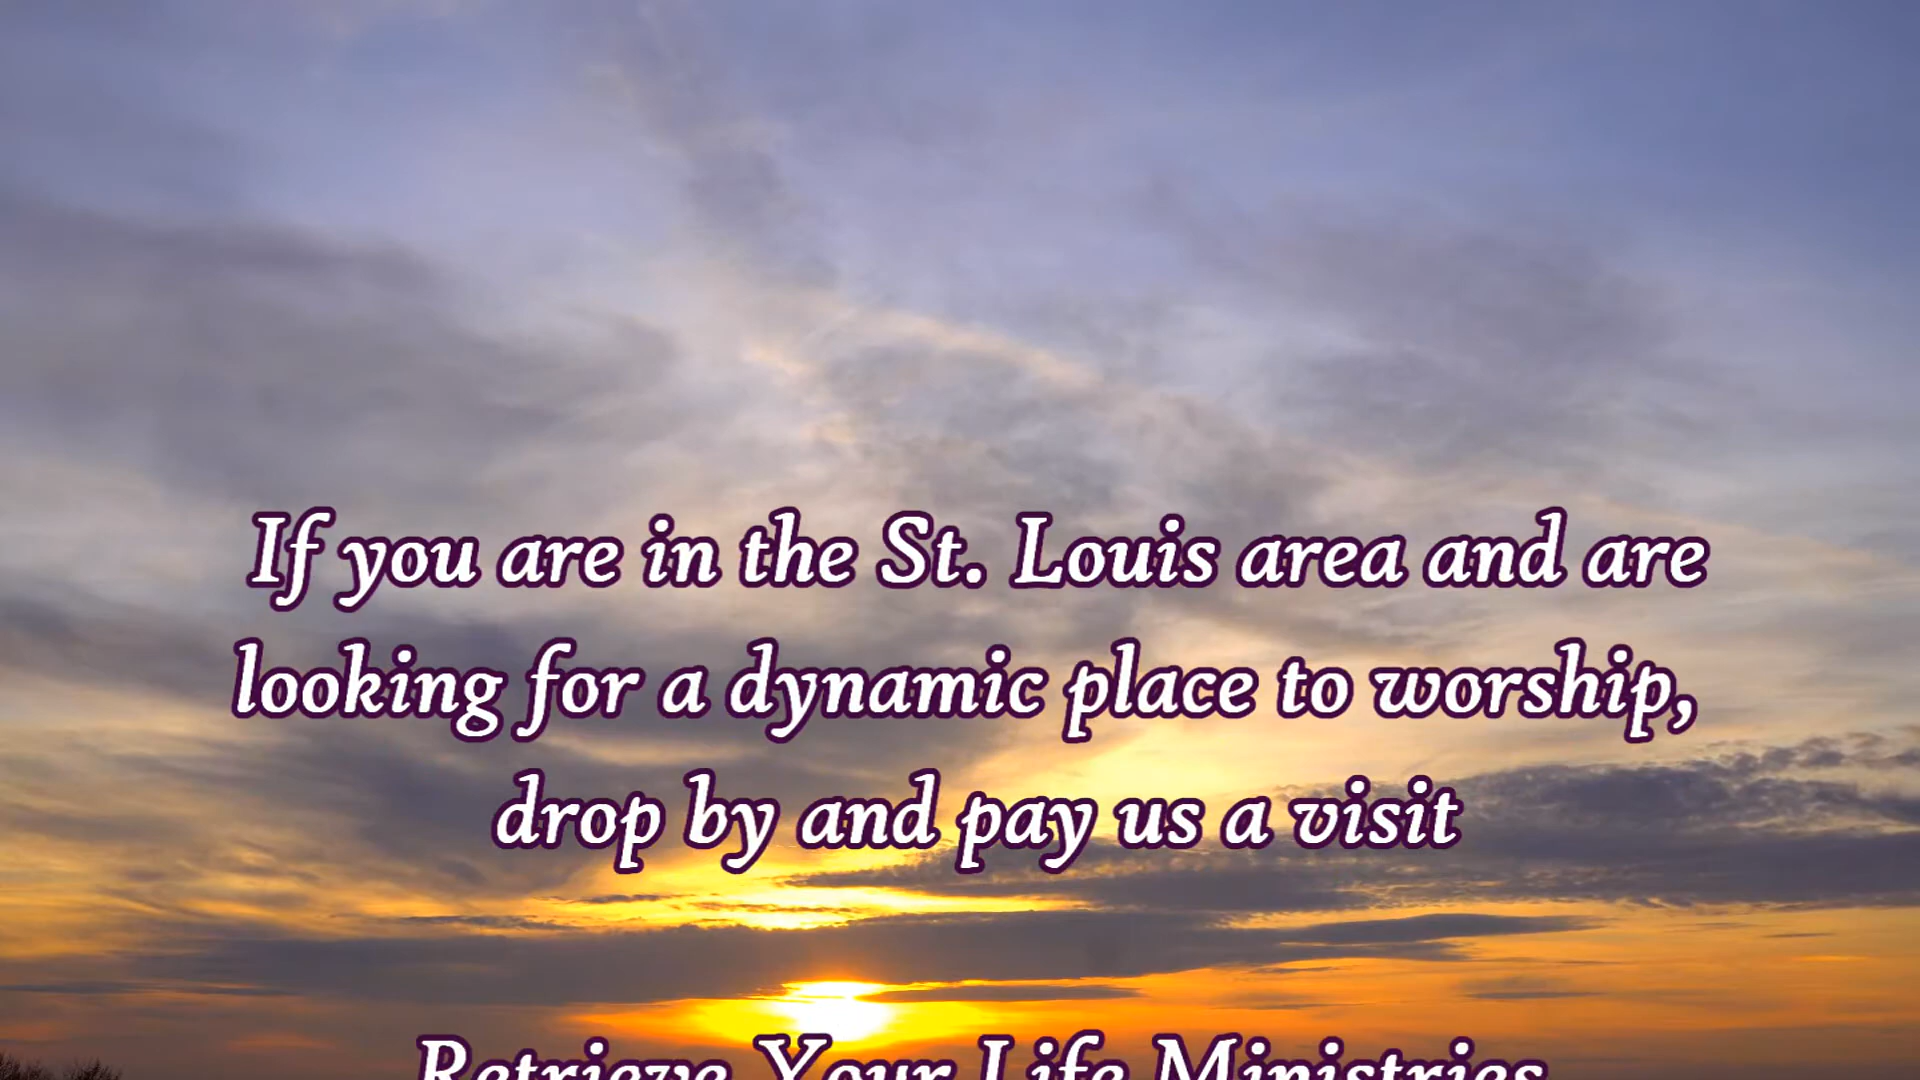 If you are in the St. Louis area and are
looking for a dynamic place to worship,
drop by and pay us a visit
Retrieve Your Life Ministries